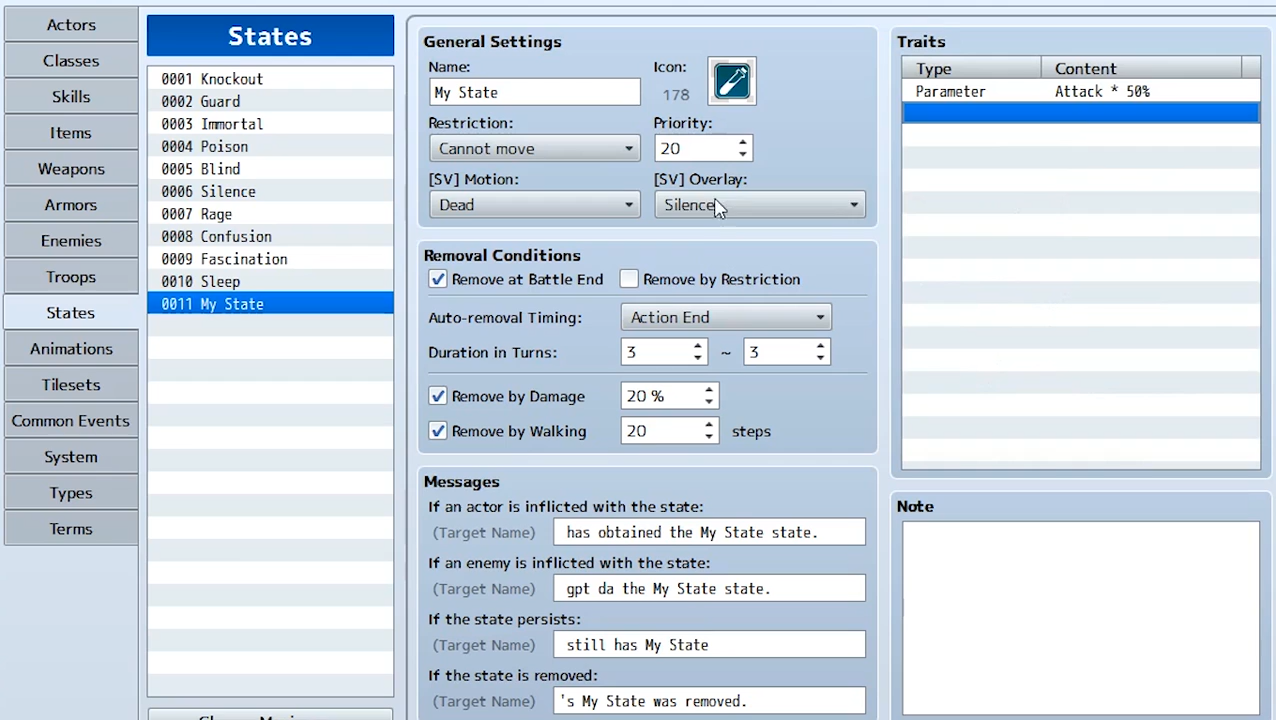 Actors
Classes
Skills
Items
Weapons
Armors
Enemies
Troops
States
Animations
Tilesets
Common Events
System
Types
Terms
States
0001 Knockout
0002 Guard
0003 Immortal
0004 Poison
0005 Blind
0006 Silence
0007 Rage
0008 Confusion
0009 Fascination
0010 Sleep
0011 My State
General Settings
Name: Icon:
My State 178
Restriction: Priority:
Cannot move 20
[SV] Motion: [SV] Overlay:
Dead Silence
Removal Conditions
Remove at Battle End Remove by Restriction
Auto-removal Timing: Action End
Duration in Turns: 3 ~ 3
Remove by Damage 20 %
Remove by Walking 20 steps
Messages
If an actor is inflicted with the state:
(Target Name) has obtained the My State state.
If an enemy is inflicted with the state:
(Target Name) gpt da the My State state.
If the state persists:
(Target Name) still has My State
If the state is removed:
(Target Name) 's My State was removed.
Traits
Type Content
Parameter Attack * 50%
Note